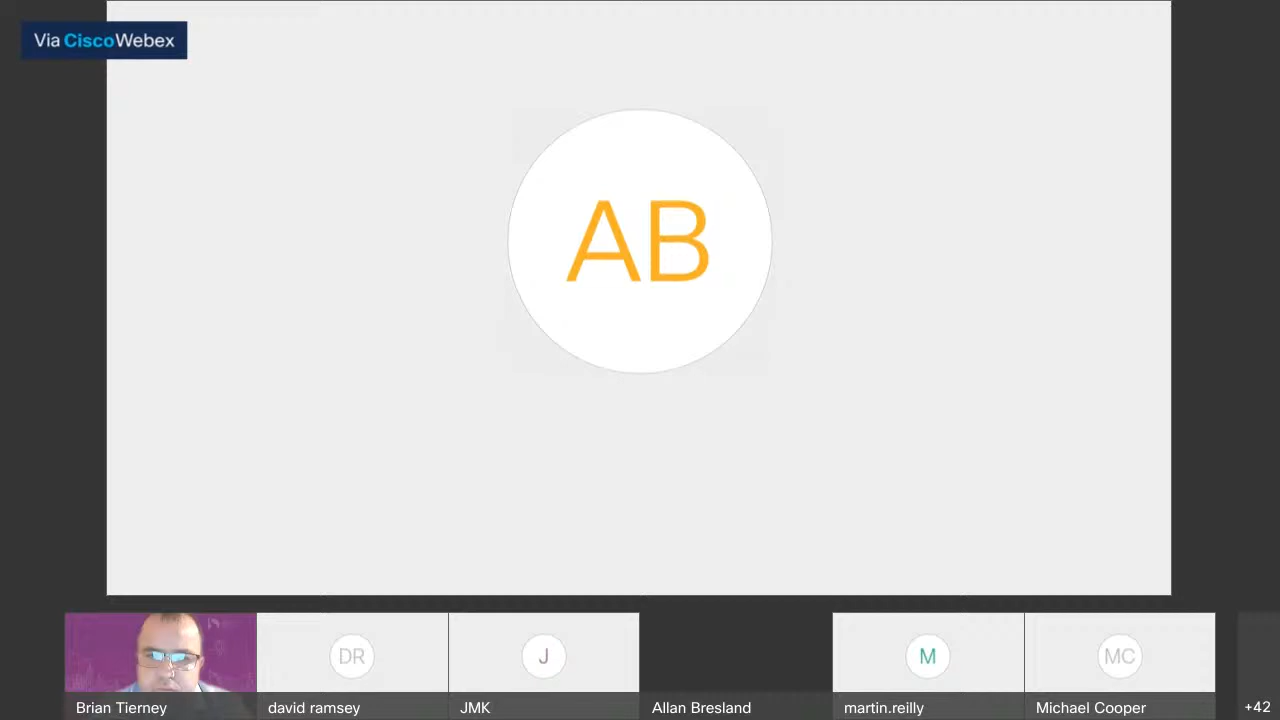 Via CiscoWebex
AB
DR
J
M
MC
Brian Tierney
david ramsey
JMK
Allan Bresland
martin.reilly
Michael Cooper
+42